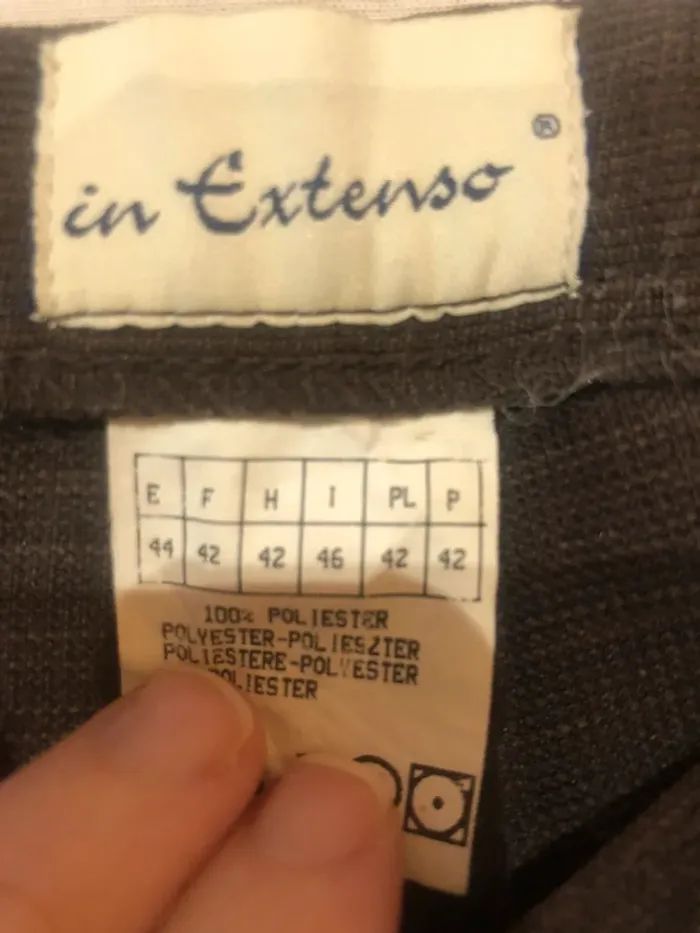 in Extenso ®
E F H I PL P
44 42 42 46 42 42
100% POLIESTER
POLYESTER-POLIESZTER
POLIESTERE-POLYESTER
POLIESTER